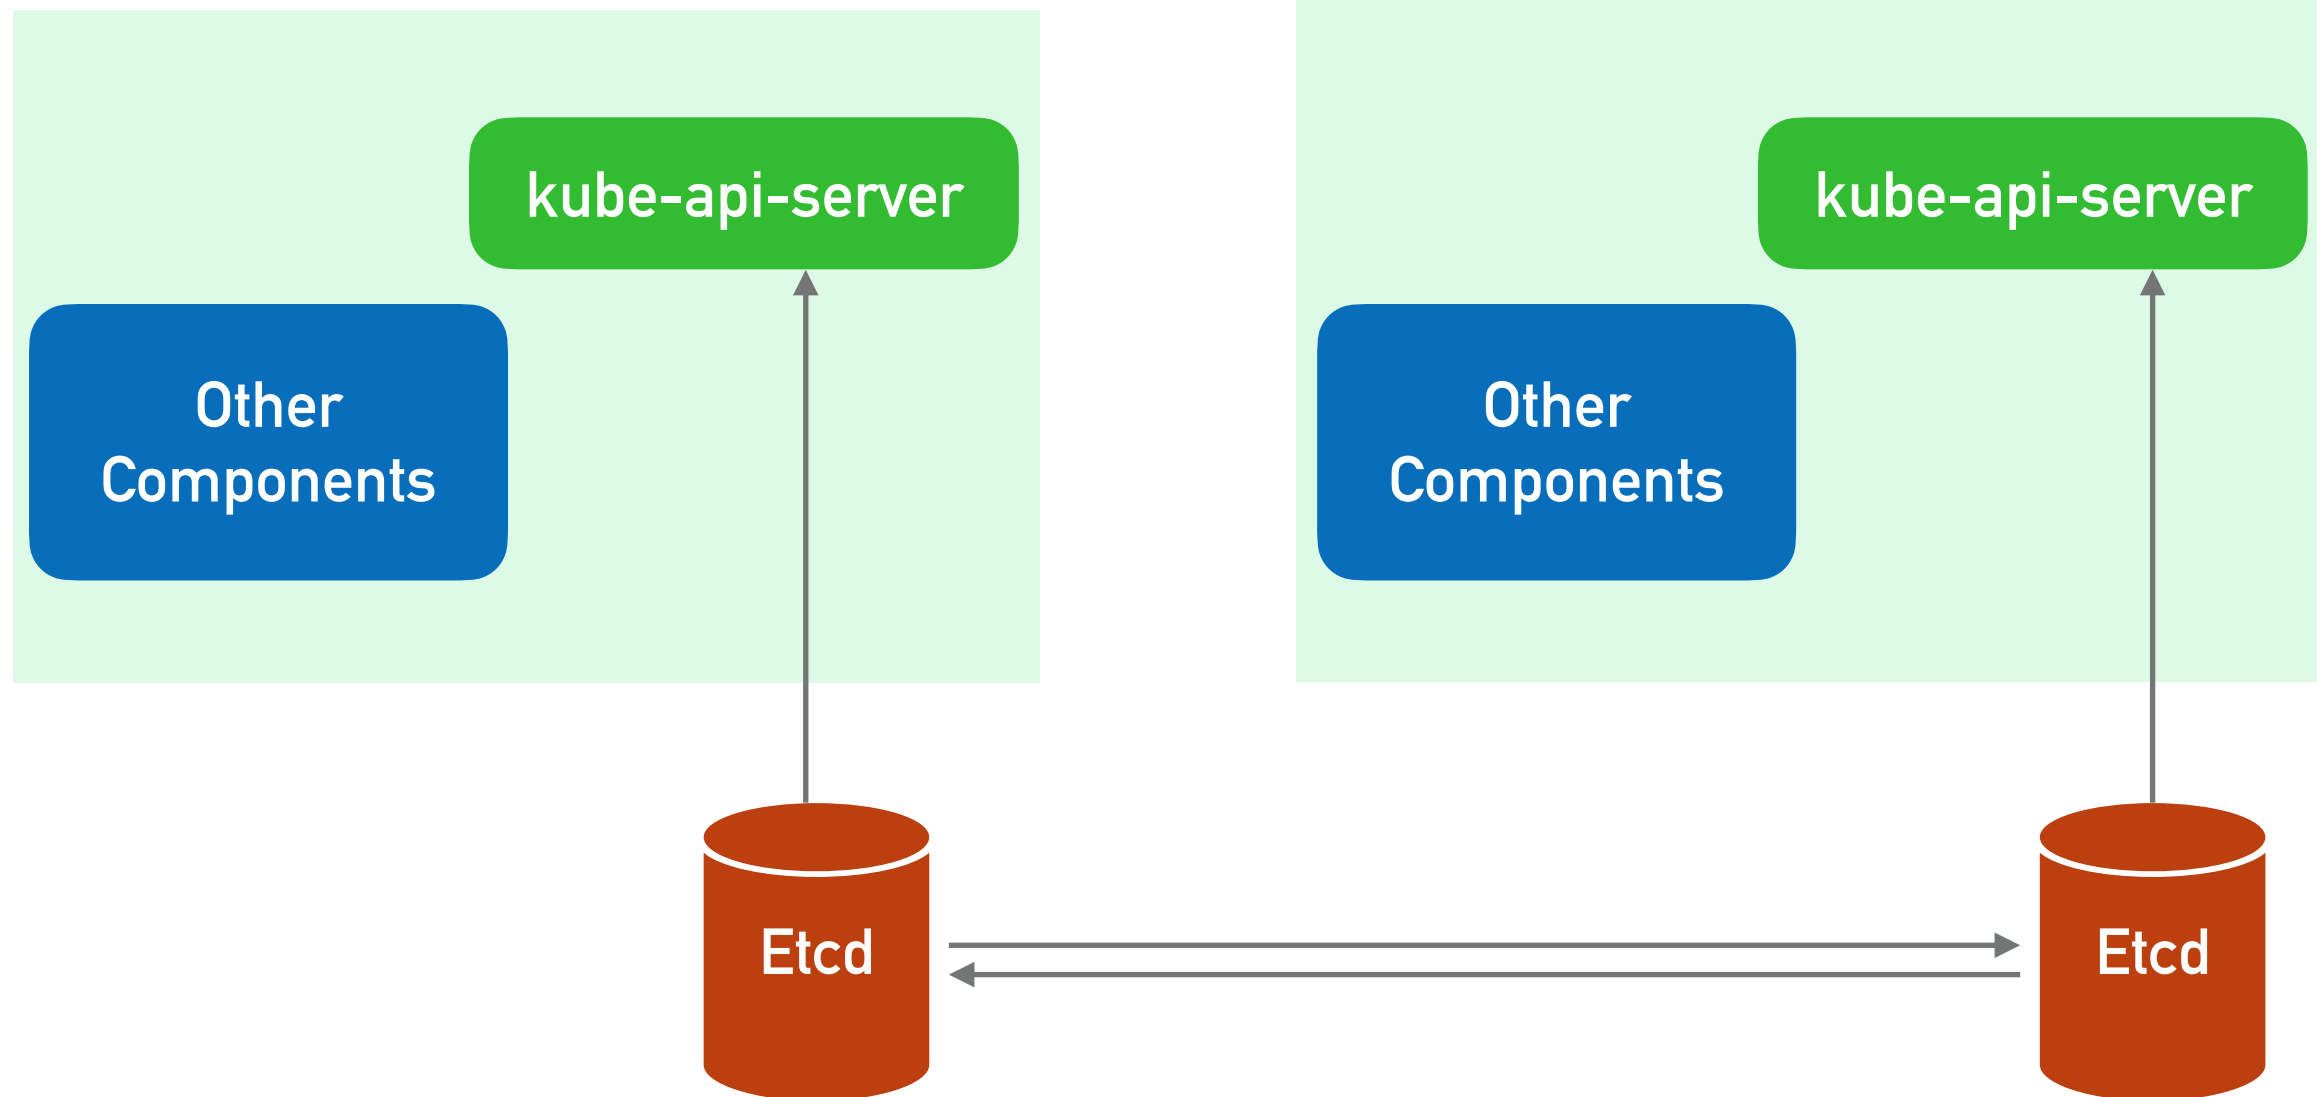 kube-api-server
Other
Components
Etcd
kube-api-server
Other
Components
Etcd